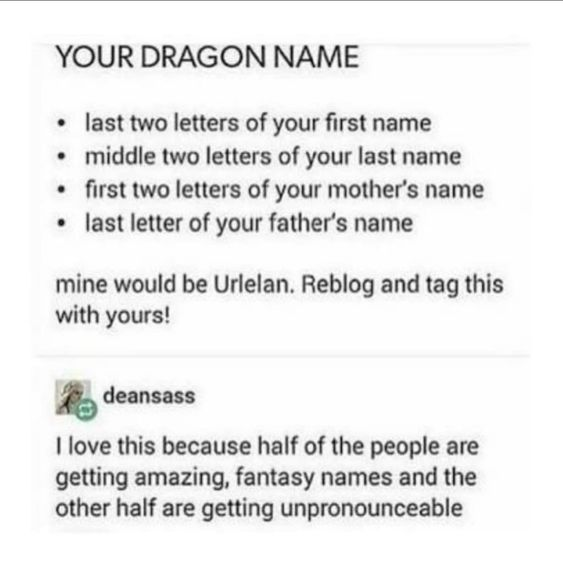 YOUR DRAGON NAME
• last two letters of your first name
• middle two letters of your last name
• first two letters of your mother's name
• last letter of your father's name
mine would be Urlelan. Reblog and tag this
with yours!
deansass
I love this because half of the people are
getting amazing, fantasy names and the
other half are getting unpronounceable